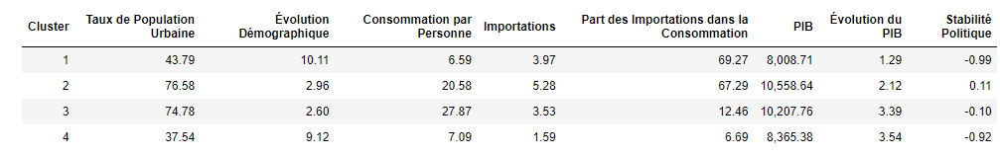 Cluster Taux de Population Urbaine Évolution Démographique Consommation par Personne Importations Part des Importations dans la Consommation PIB Évolution du PIB Stabilité Politique
1 43.79 10.11 6.59 3.97 69.27 8,008.71 1.29 -0.99
2 76.58 2.96 20.58 5.28 67.29 10,558.64 2.12 0.11
3 74.78 2.60 27.87 3.53 12.46 10,207.76 3.39 -0.10
4 37.54 9.12 7.09 1.59 6.69 8,365.38 3.54 -0.92